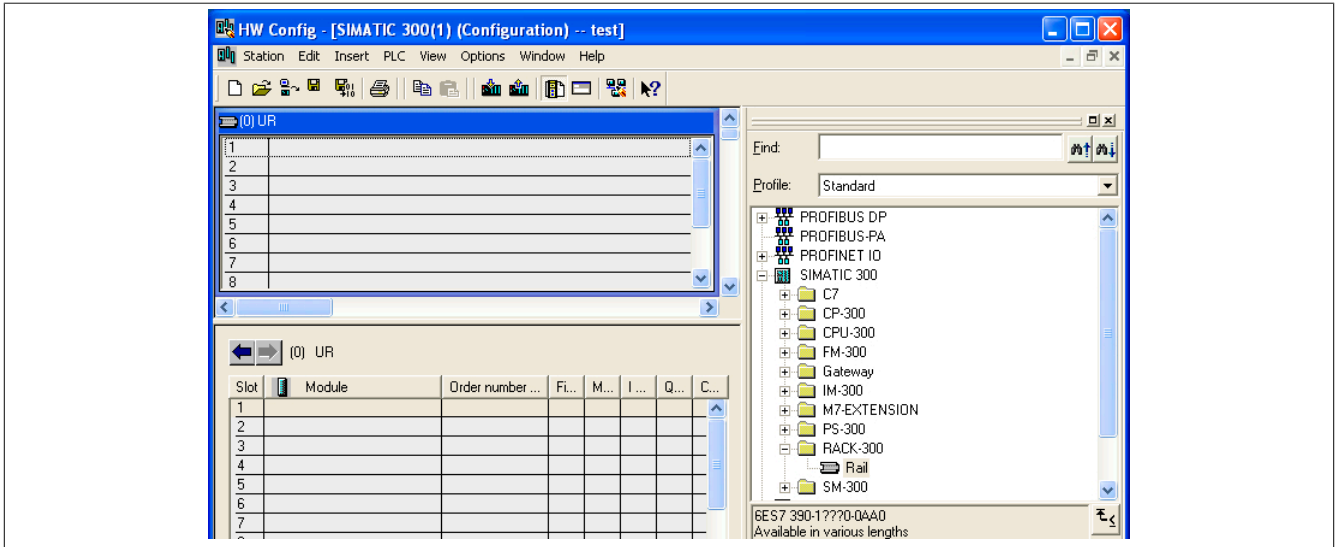 HW Config - [SIMATIC 300(1) (Configuration) -- test]
Station Edit Insert PLC View Options Window Help
(0) UR
1
2
3
4
5
6
7
8
(0) UR
Slot Module Order number ... Fi... M... I ... Q... C...
1
2
3
4
5
6
7
Find:
Profile: Standard
PROFIBUS DP
PROFIBUS-PA
PROFINET IO
SIMATIC 300
C7
CP-300
CPU-300
FM-300
Gateway
IM-300
M7-EXTENSION
PS-300
RACK-300
Rail
SM-300
6ES7 390-1???0-0AA0
Available in various lengths